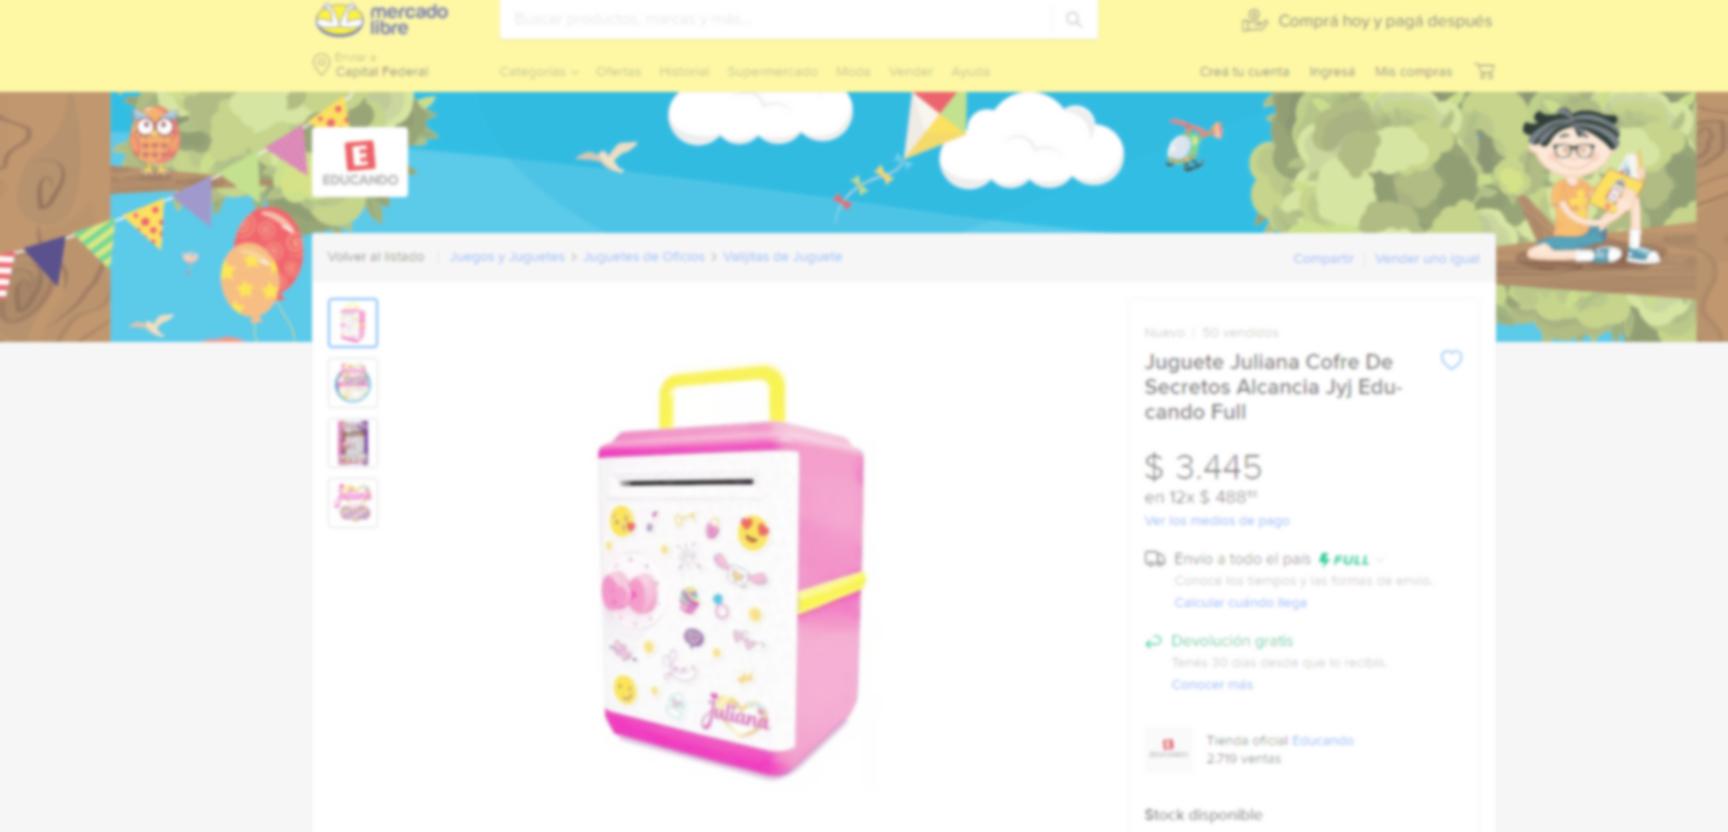 mercado
libre
Buscar productos, marcas y más...
Comprá hoy y pagá después
Enviar a
Capital Federal
Categorías Ofertas Historial Supermercado Moda Vender Ayuda
Creá tu cuenta Ingresá Mis compras
E
EDUCANDO
Volver al listado | Juegos y Juguetes > Juguetes de Oficios > Valijitas de Juguete
Compartir | Vender uno igual
Nuevo | 50 vendidos
Juguete Juliana Cofre De
Secretos Alcancia Jyj Edu-
cando Full
$ 3.445
en 12x $ 488
Ver los medios de pago
Envío a todo el país FULL
Conocé los tiempos y las formas de envío.
Calcular cuándo llega
Devolución gratis
Tenés 30 días desde que lo recibís.
Conocer más
Tienda oficial Educando
2.719 ventas
Stock disponible
Juliana